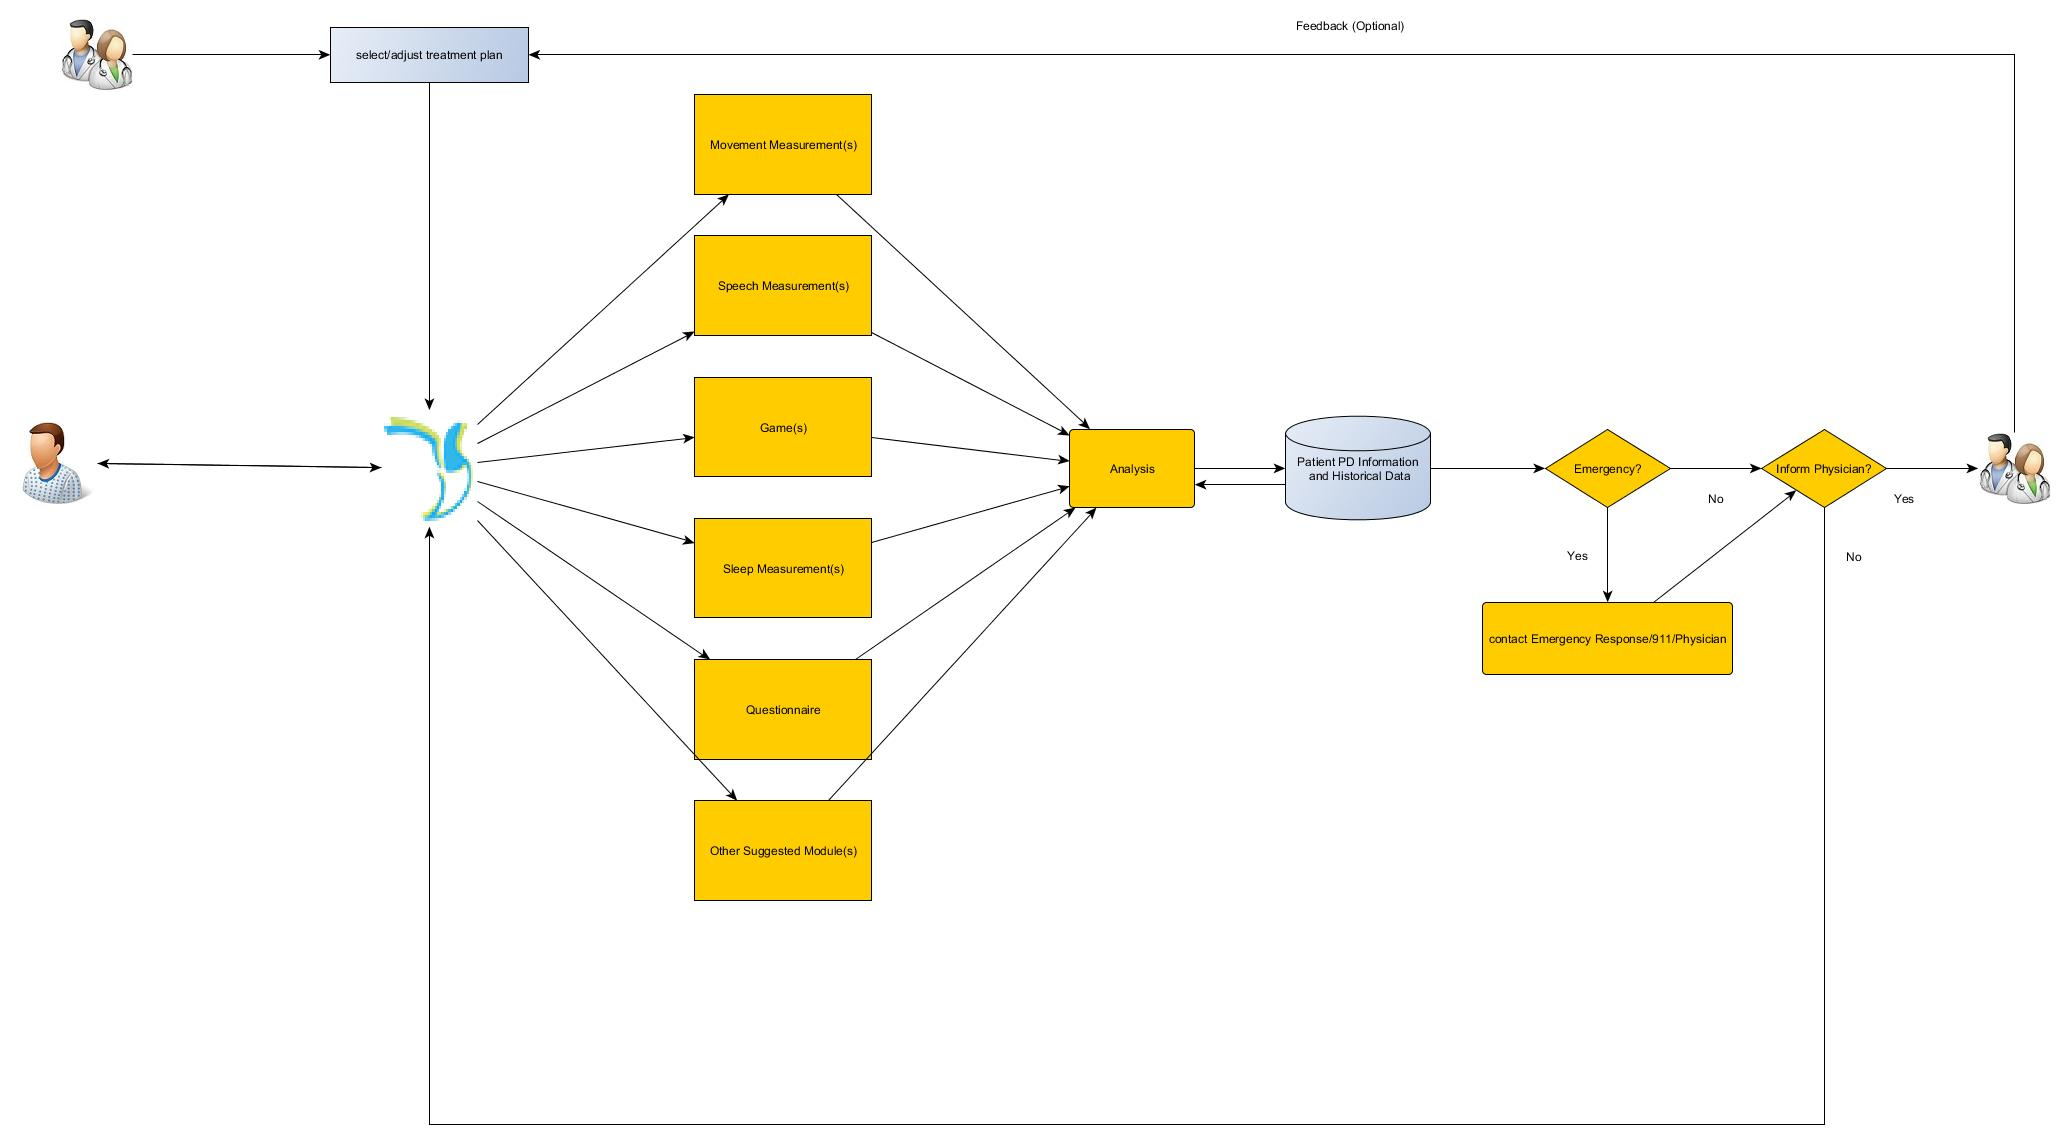 Feedback (Optional)
select/adjust treatment plan
Movement Measurement(s)
Speech Measurement(s)
Game(s)
Analysis
Patient PD Information
and Historical Data
Emergency?
Inform Physician?
No
Yes
Yes
No
Sleep Measurement(s)
contact Emergency Response/911/Physician
Questionnaire
Other Suggested Module(s)